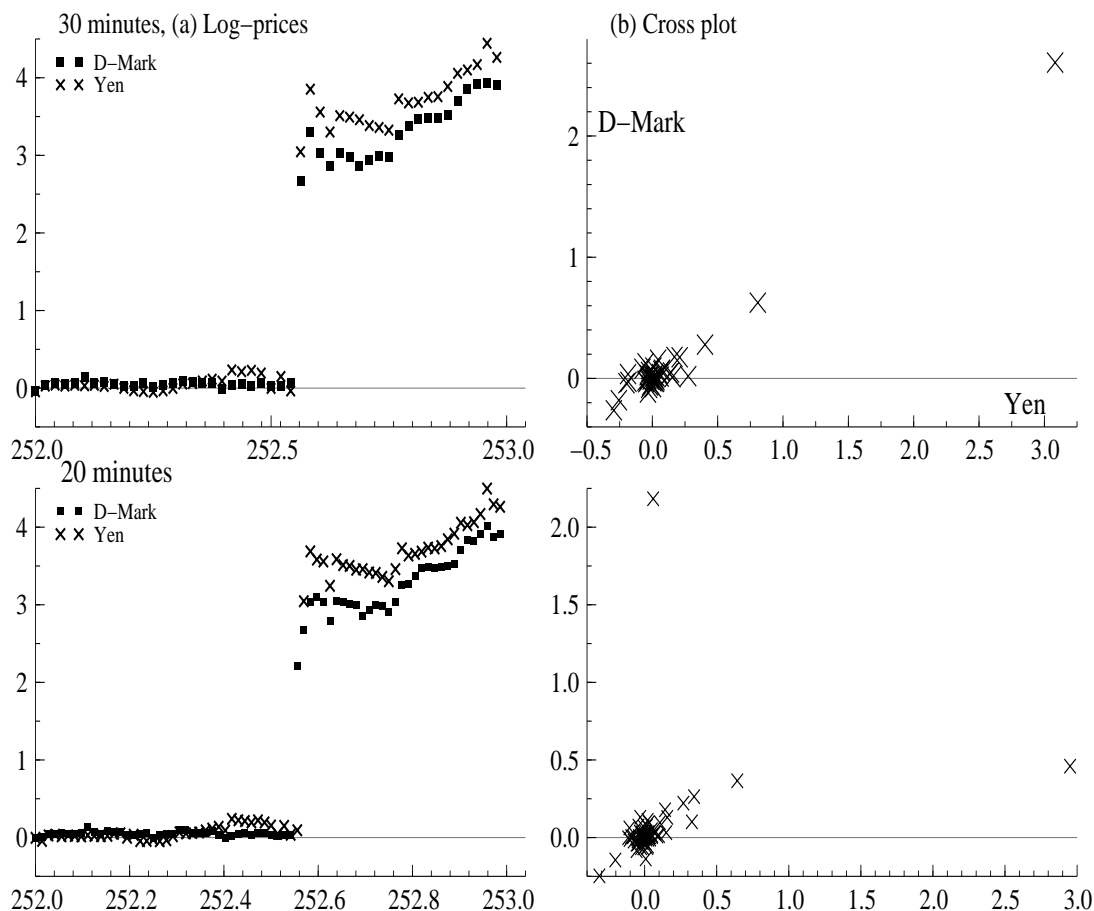 30 minutes, (a) Log−prices
D−Mark
Yen
4
3
2
1
0
252.0 252.5 253.0
(b) Cross plot
D−Mark
2
1
0
Yen
−0.5 0.0 0.5 1.0 1.5 2.0 2.5 3.0
20 minutes
D−Mark
Yen
4
3
2
1
0
252.0 252.2 252.4 252.6 252.8 253.0
2.0
1.5
1.0
0.5
0.0
0.0 0.5 1.0 1.5 2.0 2.5 3.0